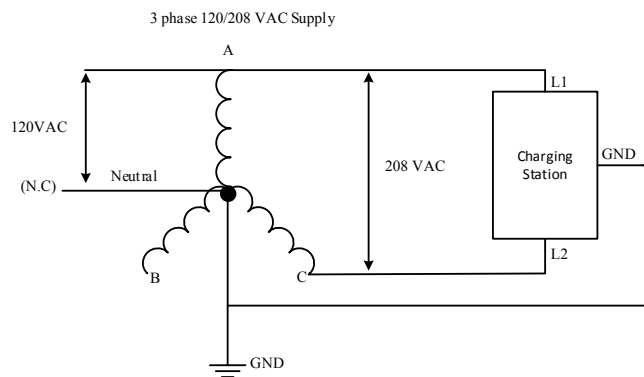 3 phase 120/208 VAC Supply
A
L1
120VAC
Charging
Station
GND
208 VAC
Neutral
(N.C)
L2
B
C
GND